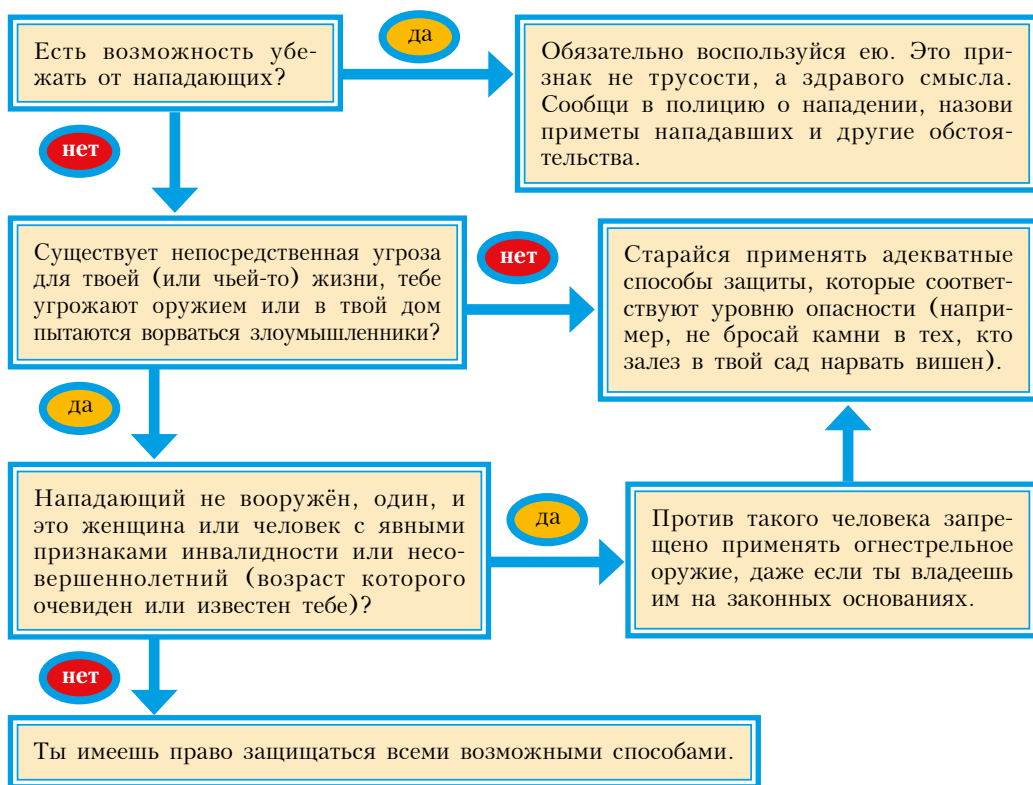 Есть возможность убе-
жать от нападающих?
да
Обязательно воспользуйся ею. Это при-
знак не трусости, а здравого смысла.
Сообщи в полицию о нападении, назови
приметы нападавших и другие обстоя-
тельства.
нет
Существует непосредственная угроза
для твоей (или чьей-то) жизни, тебе
угрожают оружием или в твой дом
пытаются ворваться злоумышленники?
нет
Старайся применять адекватные
способы защиты, которые соответ-
ствуют уровню опасности (напри-
мер, не бросай камни в тех, кто
залез в твой сад нарвать вишен).
да
Нападающий не вооружён, один, и
это женщина или человек с явными
признаками инвалидности или несо-
вершеннолетний (возраст которого
очевиден или известен тебе)?
да
Против такого человека запре-
щено применять огнестрельное
оружие, даже если ты владеешь
им на законных основаниях.
нет
Ты имеешь право защищаться всеми возможными способами.